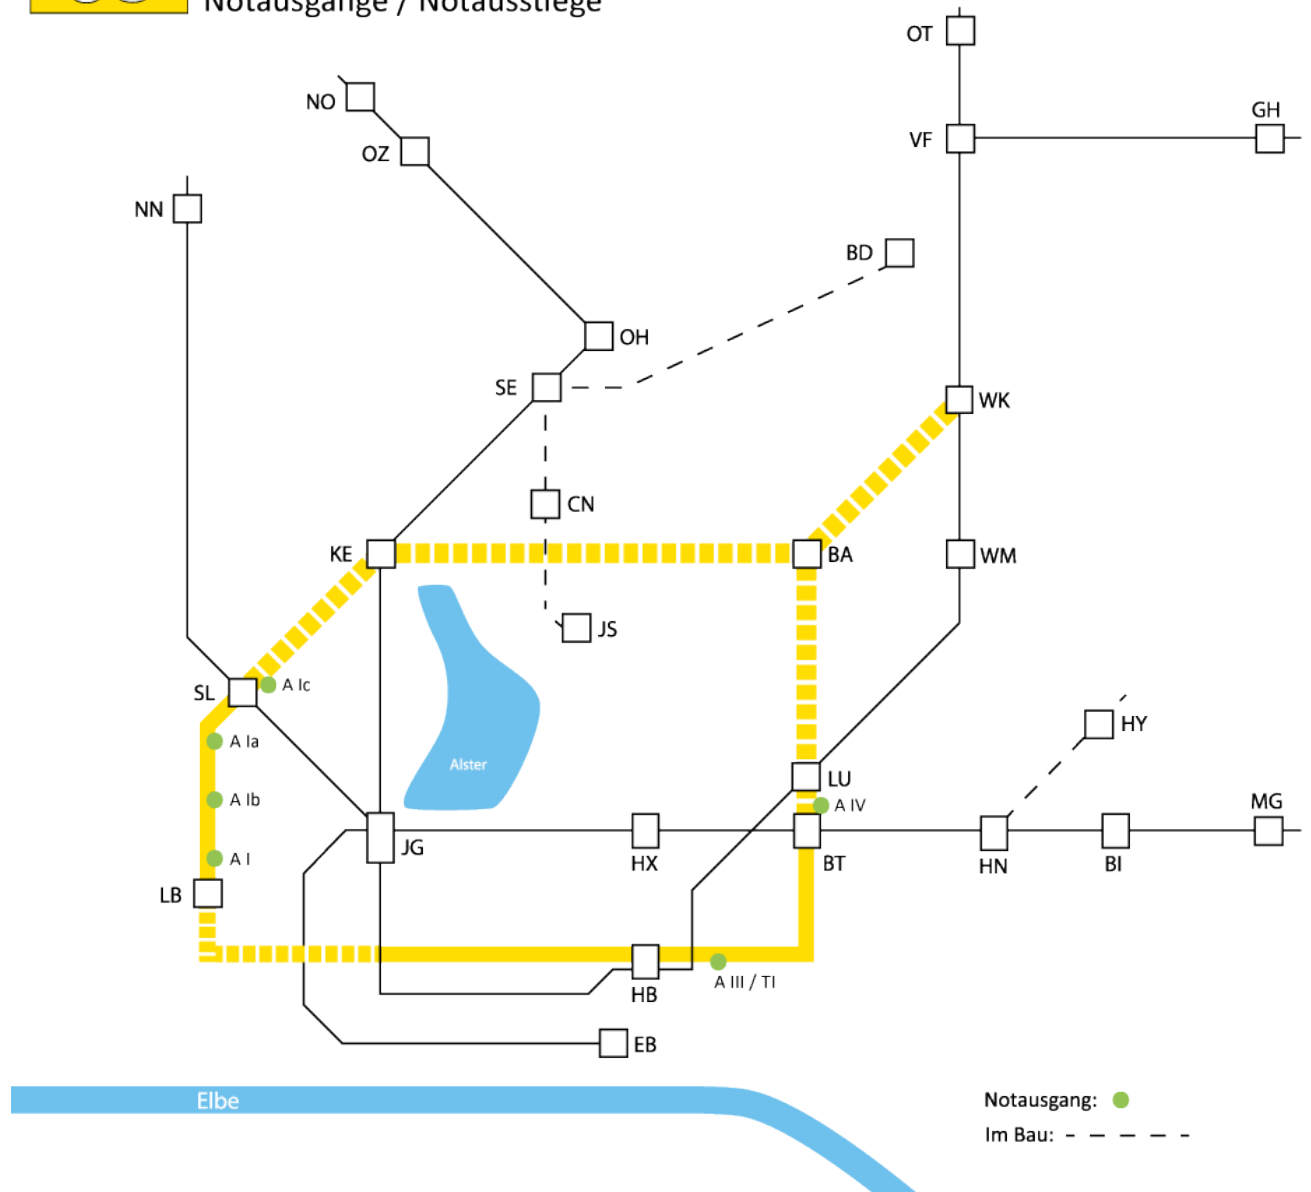 Notausgänge / Notausstiege
OT
NO
GH
VF
OZ
NN
BD
OH
SE
WK
CN
KE
BA
WM
JS
SL
A Ic
HY
A Ia
Alster
LU
A Ib
A IV
MG
JG
A I
HX
BT
HN
BI
LB
A III / TI
HB
EB
Elbe
Notausgang:
Im Bau: